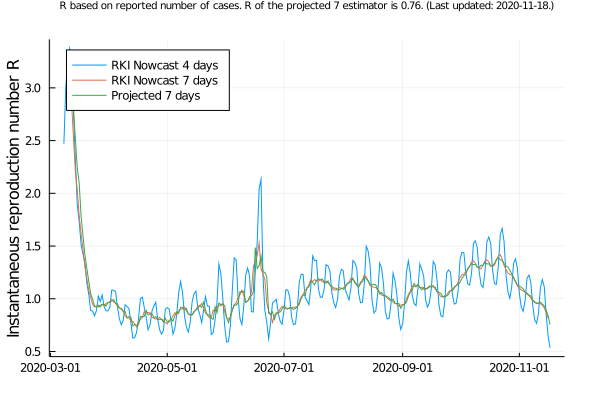 R based on reported number of cases. R of the projected 7 estimator is 0.76. (Last updated: 2020-11-18.)
Instantaneous reproduction number R
RKI Nowcast 4 days
RKI Nowcast 7 days
Projected 7 days
3.0
2.5
2.0
1.5
1.0
0.5
2020-03-01 2020-05-01 2020-07-01 2020-09-01 2020-11-01